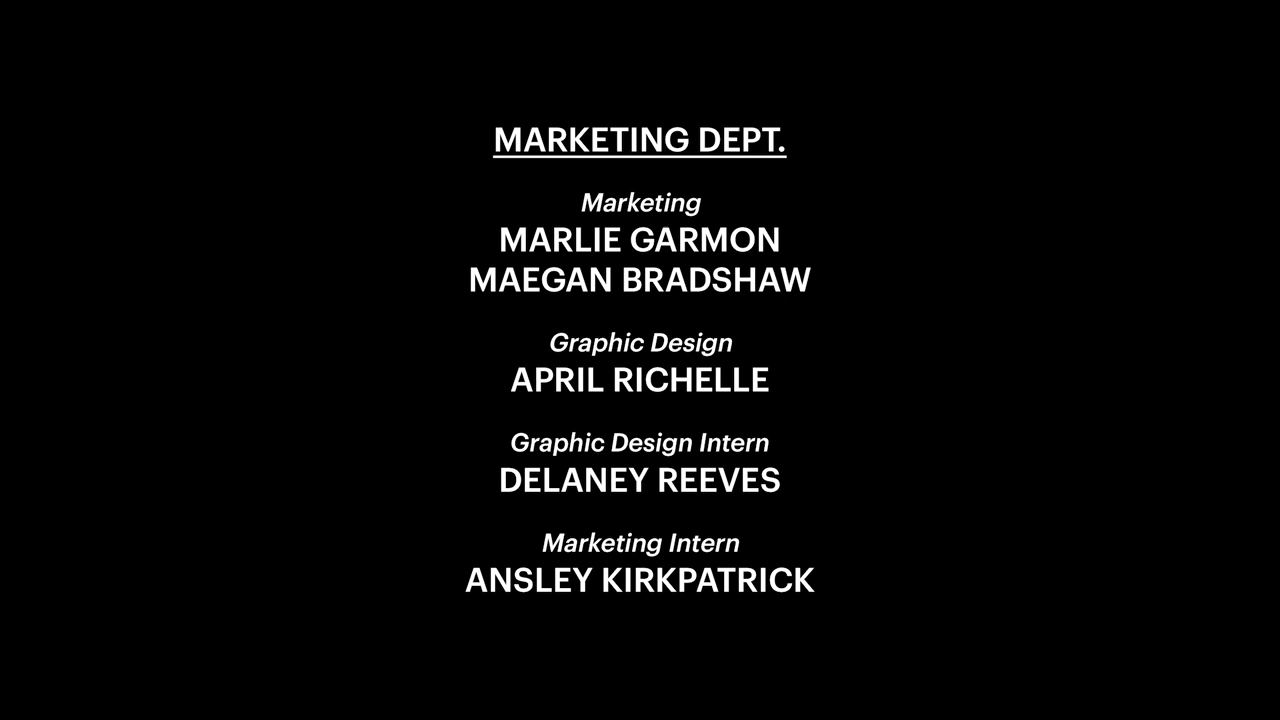 MARKETING DEPT.
Marketing
MARLIE GARMON
MAEGAN BRADSHAW
Graphic Design
APRIL RICHELLE
Graphic Design Intern
DELANEY REEVES
Marketing Intern
ANSLEY KIRKPATRICK